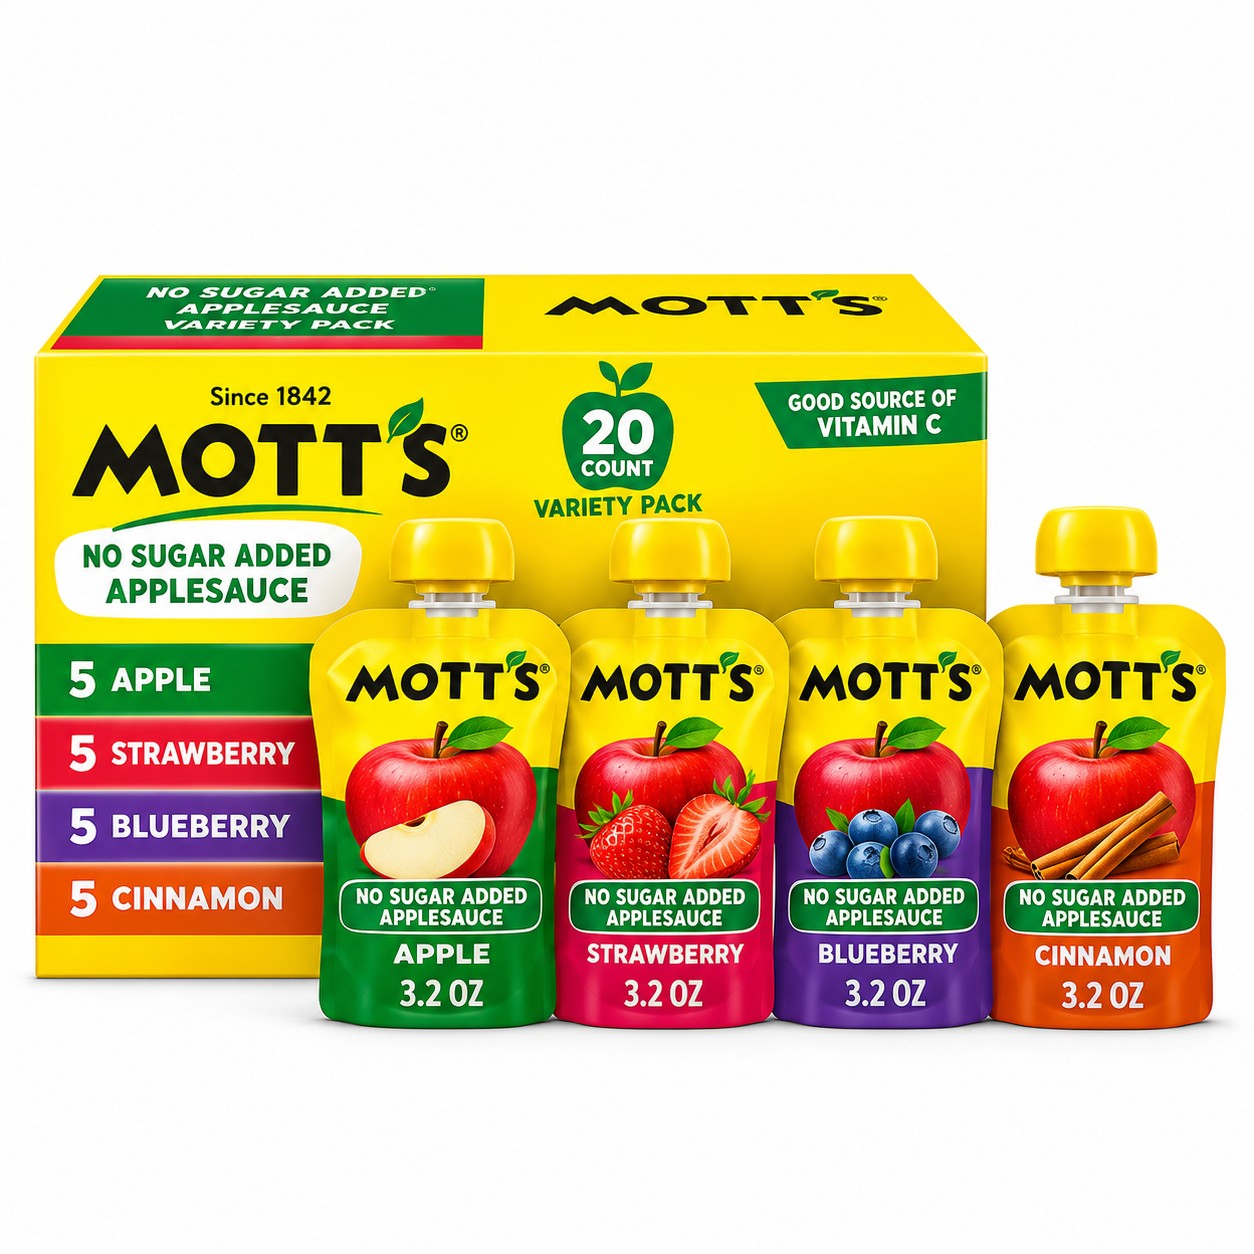 NO SUGAR ADDED®
APPLESAUCE
VARIETY PACK
MOTT'S®
Since 1842
MOTT'S®
NO SUGAR ADDED
APPLESAUCE
20
COUNT
VARIETY PACK
GOOD SOURCE OF
VITAMIN C
5 APPLE
5 STRAWBERRY
5 BLUEBERRY
5 CINNAMON
MOTT'S®
NO SUGAR ADDED
APPLESAUCE
APPLE
3.2 OZ
MOTT'S®
NO SUGAR ADDED
APPLESAUCE
STRAWBERRY
3.2 OZ
MOTT'S®
NO SUGAR ADDED
APPLESAUCE
BLUEBERRY
3.2 OZ
MOTT'S®
NO SUGAR ADDED
APPLESAUCE
CINNAMON
3.2 OZ